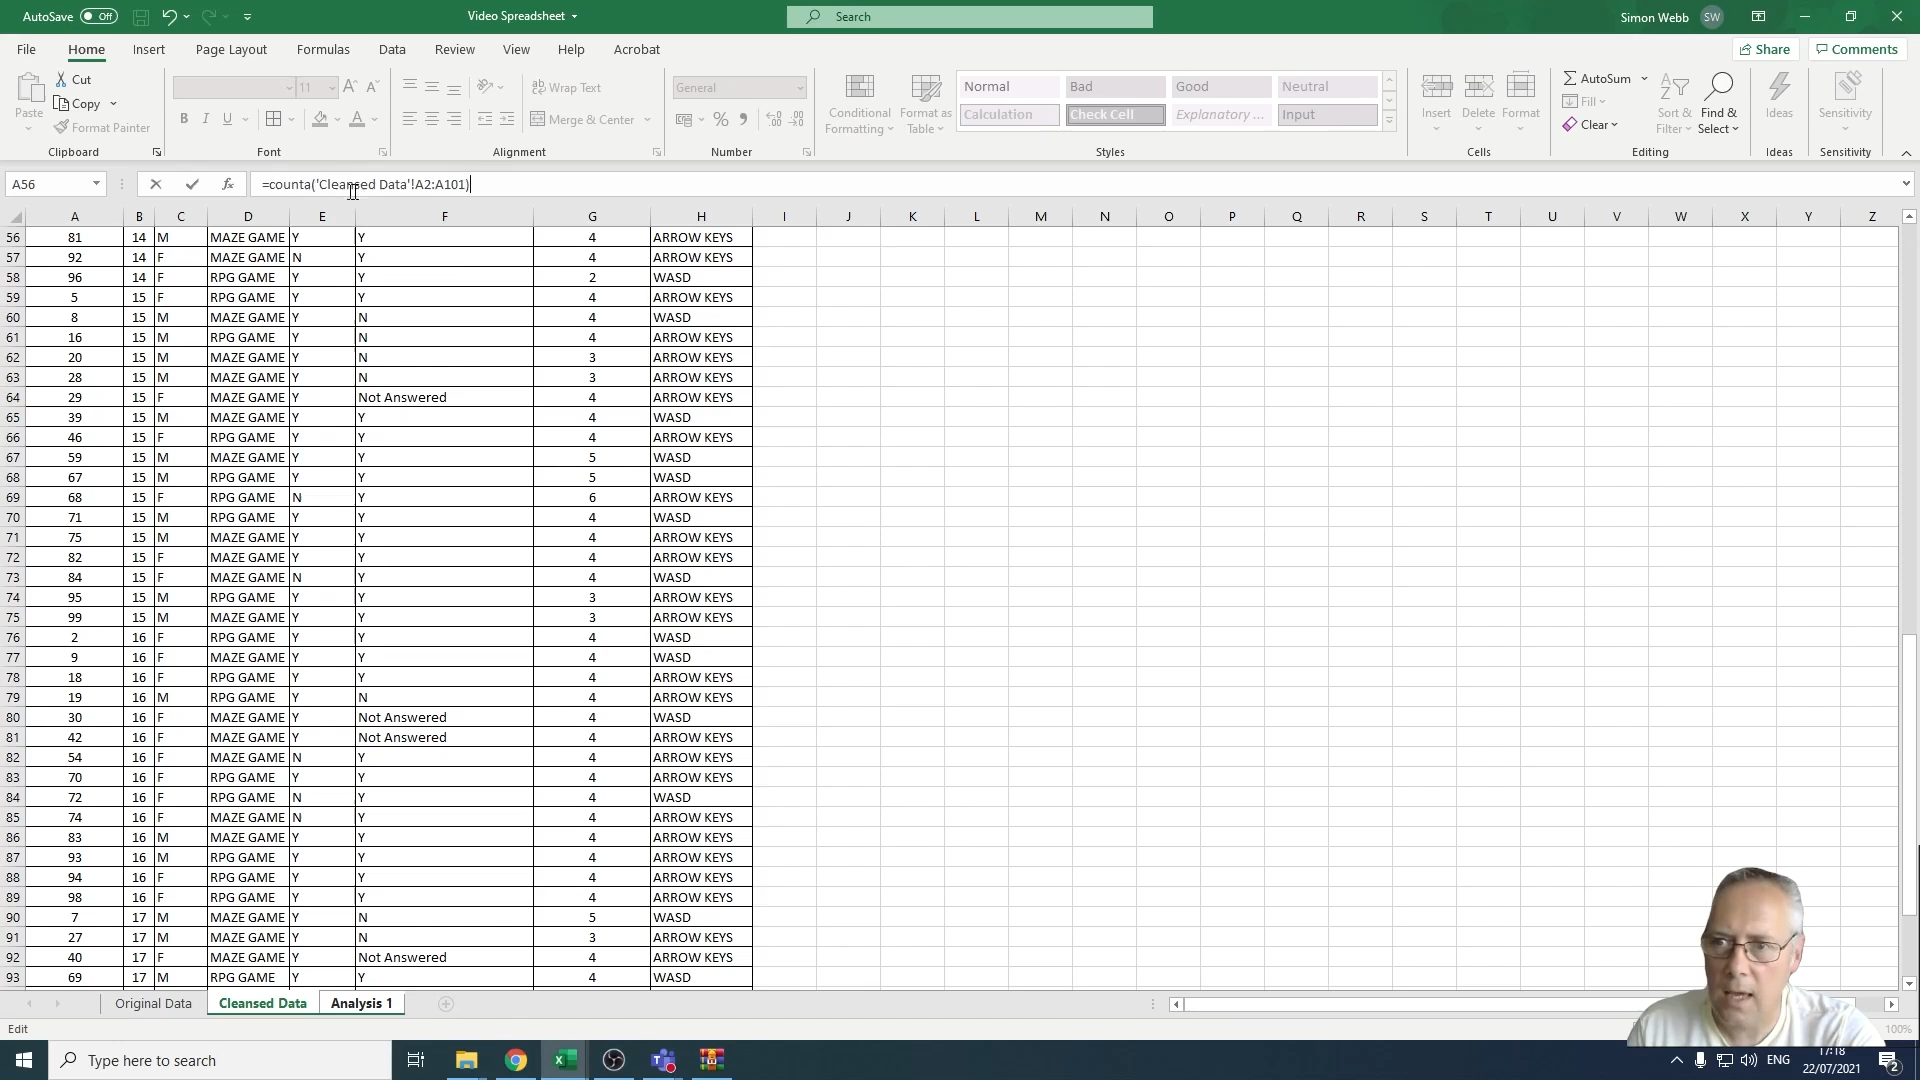 AutoSave Off Video Spreadsheet Search Simon Webb SW
File Home Insert Page Layout Formulas Data Review View Help Acrobat Share Comments
Paste Cut Copy Format Painter Clipboard
11 A A B I U A Font
Wrap Text Merge & Center Alignment
General % 9 Number
Conditional Formatting Format as Table Normal Bad Good Neutral
Calculation Check Cell Explanatory ... Input Styles
Insert Delete Format Cells
AutoSum Fill Clear Sort & Filter Find & Select Editing
Ideas Ideas Sensitivity Sensitivity
A56 fx =counta('Cleansed Data'!A2:A101)
A B C D E F G H I J K L M N O P Q R S T U V W X Y Z
56 81 14 M MAZE GAME Y Y 4 ARROW KEYS
57 92 14 F MAZE GAME N Y 4 ARROW KEYS
58 96 14 F RPG GAME Y Y 2 WASD
59 5 15 F RPG GAME Y Y 4 ARROW KEYS
60 8 15 M MAZE GAME Y N 4 WASD
61 16 15 M RPG GAME Y N 4 ARROW KEYS
62 20 15 M MAZE GAME Y N 3 ARROW KEYS
63 28 15 M MAZE GAME Y N 3 ARROW KEYS
64 29 15 F MAZE GAME Y Not Answered 4 ARROW KEYS
65 39 15 M MAZE GAME Y Y 4 WASD
66 46 15 F RPG GAME Y Y 4 ARROW KEYS
67 59 15 M MAZE GAME Y Y 5 WASD
68 67 15 M RPG GAME Y Y 5 WASD
69 68 15 F RPG GAME N Y 6 ARROW KEYS
70 71 15 M RPG GAME Y Y 4 WASD
71 75 15 M MAZE GAME Y Y 4 ARROW KEYS
72 82 15 F MAZE GAME Y Y 4 ARROW KEYS
73 84 15 F MAZE GAME N Y 4 WASD
74 95 15 M RPG GAME Y Y 3 ARROW KEYS
75 99 15 M MAZE GAME Y Y 3 ARROW KEYS
76 2 16 F RPG GAME Y Y 4 WASD
77 9 16 F MAZE GAME Y Y 4 WASD
78 18 16 F RPG GAME Y Y 4 ARROW KEYS
79 19 16 M RPG GAME Y N 4 ARROW KEYS
80 30 16 F MAZE GAME Y Not Answered 4 WASD
81 42 16 F MAZE GAME Y Not Answered 4 ARROW KEYS
82 54 16 F MAZE GAME N Y 4 ARROW KEYS
83 70 16 F RPG GAME Y Y 4 ARROW KEYS
84 72 16 F RPG GAME N Y 4 WASD
85 74 16 F MAZE GAME N Y 4 ARROW KEYS
86 83 16 M MAZE GAME Y Y 4 ARROW KEYS
87 93 16 M RPG GAME Y Y 4 ARROW KEYS
88 94 16 F RPG GAME Y Y 4 ARROW KEYS
89 98 16 F RPG GAME Y Y 4 ARROW KEYS
90 7 17 M MAZE GAME Y N 5 WASD
91 27 17 M MAZE GAME Y N 3 ARROW KEYS
92 40 17 F MAZE GAME Y Not Answered 4 ARROW KEYS
93 69 17 M RPG GAME Y Y 4 WASD
Original Data Cleansed Data Analysis 1
Edit 100%
Type here to search ENG 17:18
22/07/2021 2